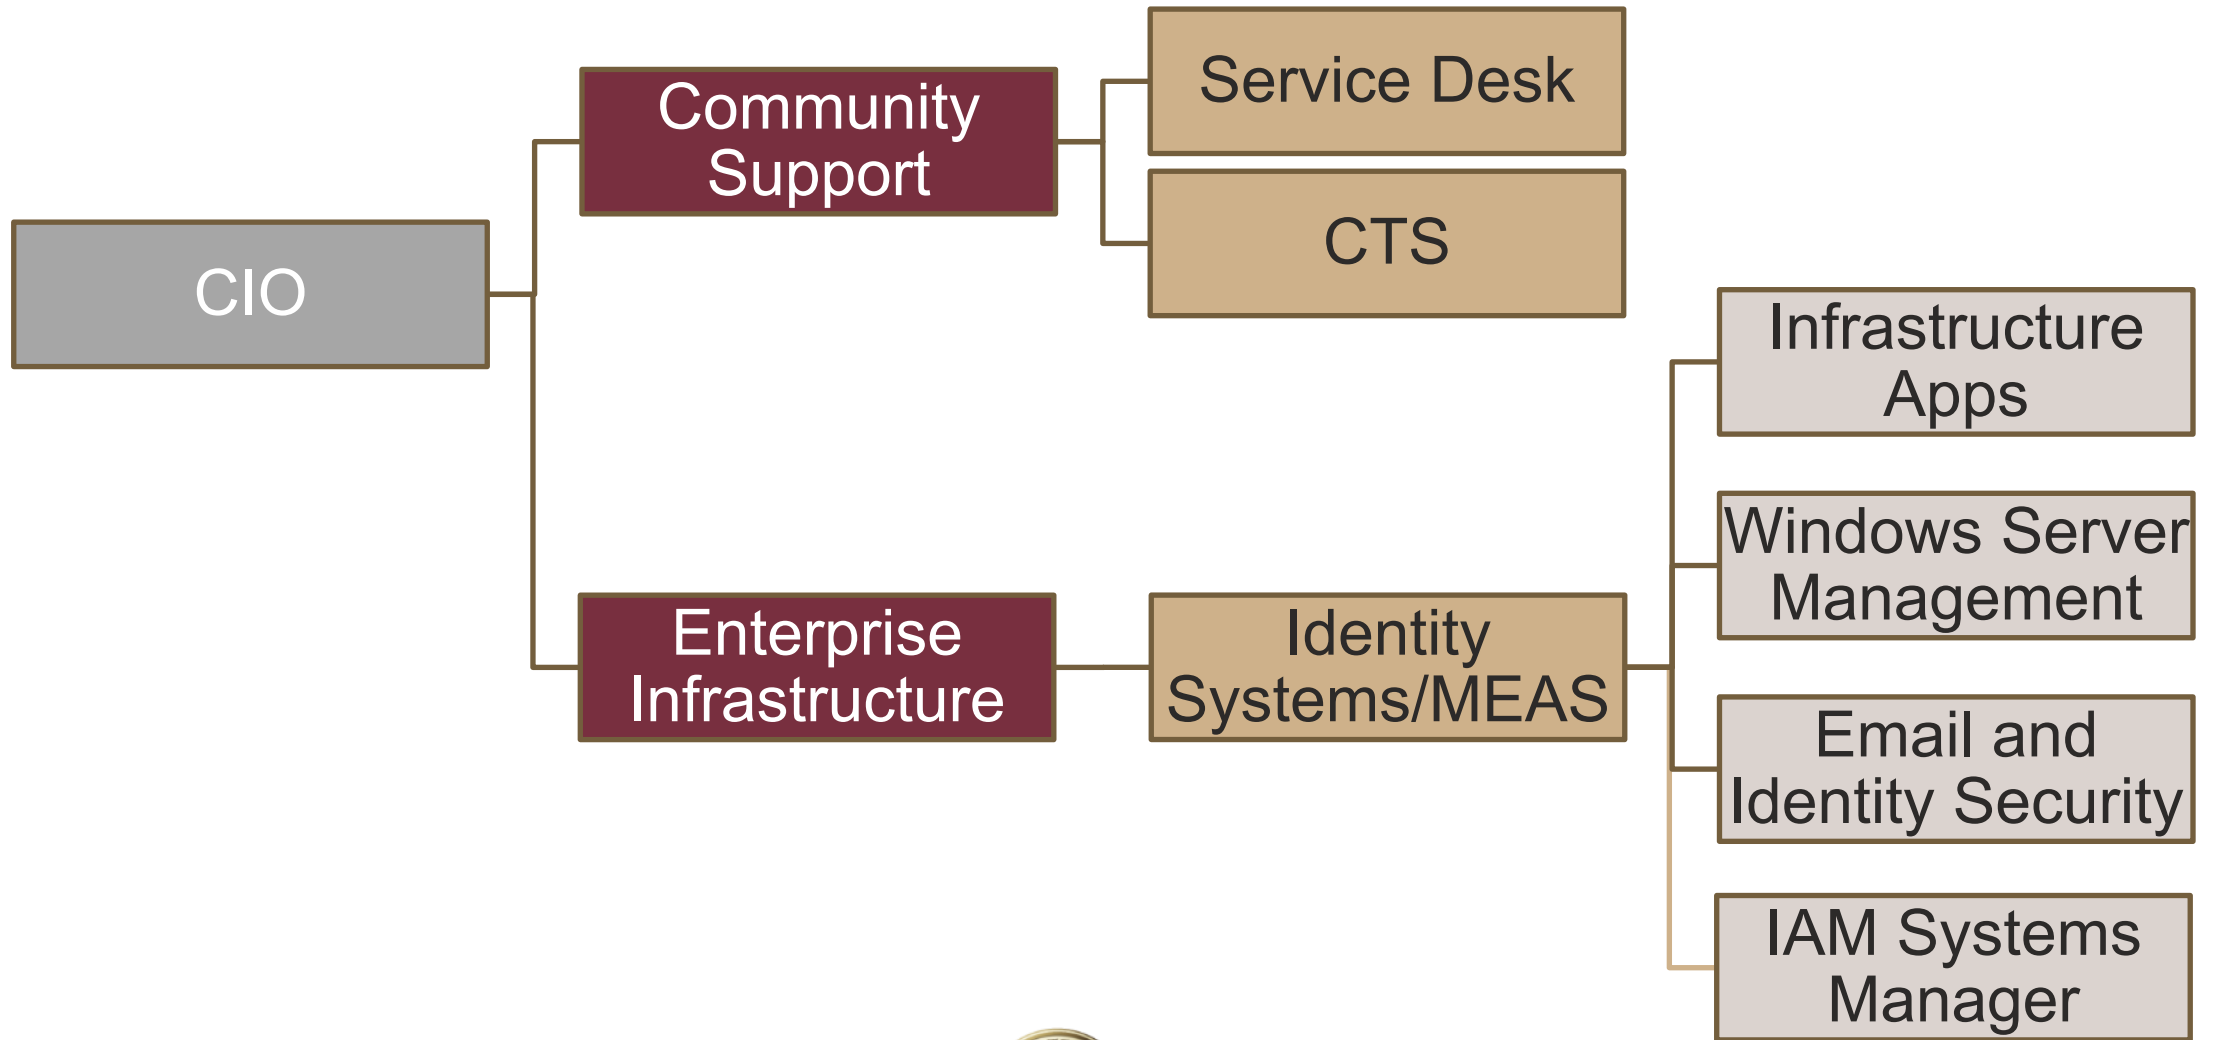 CIO
Community
Support
Service Desk
CTS
Enterprise
Infrastructure
Identity
Systems/MEAS
Infrastructure
Apps
Windows Server
Management
Email and
Identity Security
IAM Systems
Manager